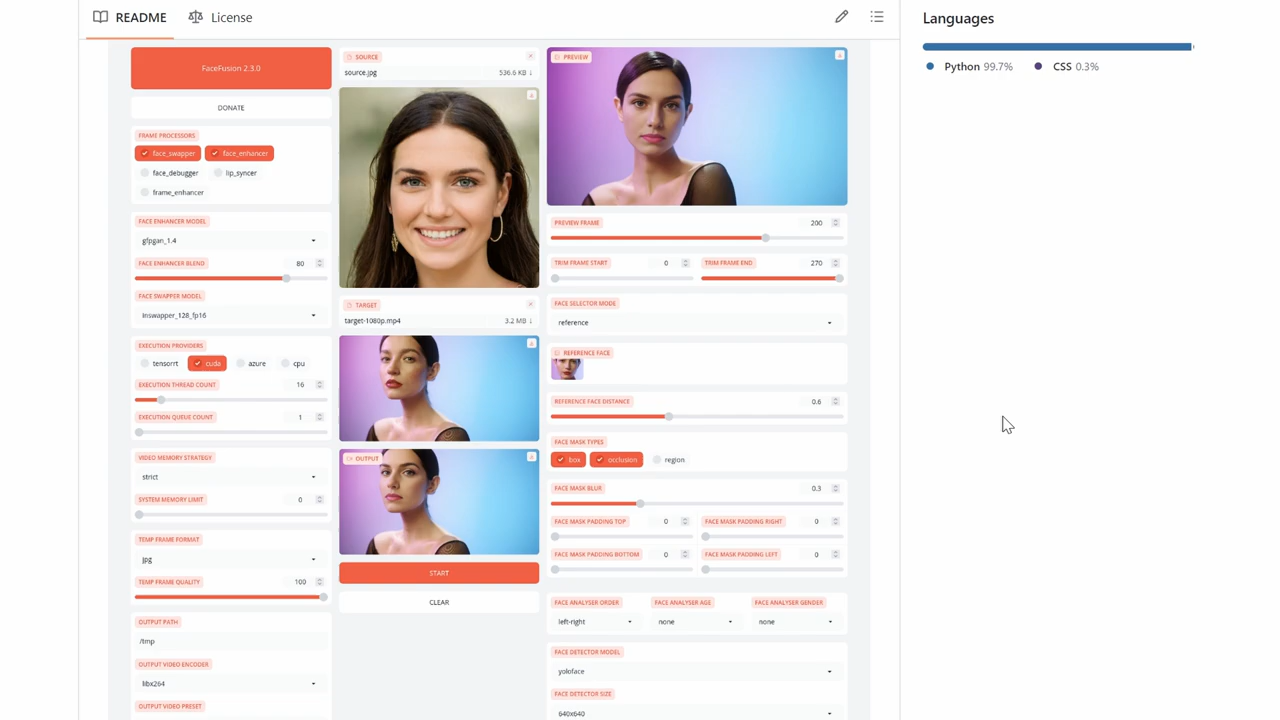 README
License
Languages
Python 99.7%
CSS 0.3%
FaceFusion 2.3.0
DONATE
FRAME PROCESSORS
face_swapper
face_enhancer
face_debugger
lip_syncer
frame_enhancer
FACE ENHANCER MODEL
gfpgan_1.4
FACE ENHANCER BLEND
80
FACE SWAPPER MODEL
inswapper_128_fp16
EXECUTION PROVIDERS
tensorrt
cuda
azure
cpu
EXECUTION THREAD COUNT
16
EXECUTION QUEUE COUNT
1
VIDEO MEMORY STRATEGY
strict
SYSTEM MEMORY LIMIT
0
TEMP FRAME FORMAT
jpg
TEMP FRAME QUALITY
100
OUTPUT PATH
/tmp
OUTPUT VIDEO ENCODER
libx264
OUTPUT VIDEO PRESET
SOURCE
source.jpg
536.6 KB ↓
TARGET
target-1080p.mp4
3.2 MB ↓
OUTPUT
START
CLEAR
PREVIEW
PREVIEW FRAME
200
TRIM FRAME START
0
TRIM FRAME END
270
FACE SELECTOR MODE
reference
REFERENCE FACE
REFERENCE FACE DISTANCE
0.6
FACE MASK TYPES
box
occlusion
region
FACE MASK BLUR
0.3
FACE MASK PADDING TOP
0
FACE MASK PADDING RIGHT
0
FACE MASK PADDING BOTTOM
0
FACE MASK PADDING LEFT
0
FACE ANALYSER ORDER
left-right
FACE ANALYSER AGE
none
FACE ANALYSER GENDER
none
FACE DETECTOR MODEL
yoloface
FACE DETECTOR SIZE
640x640